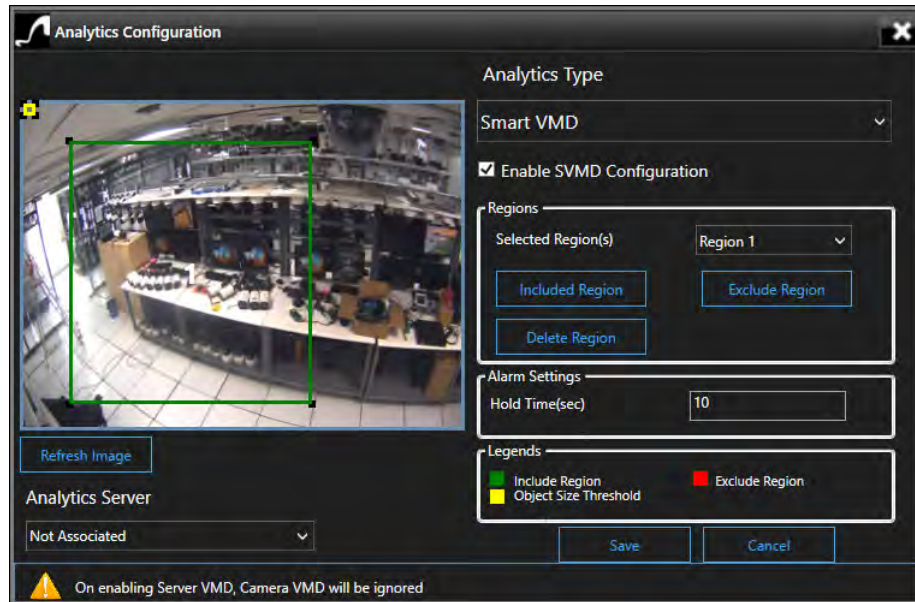 Analytics Configuration
Analytics Type
Smart VMD
Enable SVMD Configuration
Regions
Selected Region(s)
Region 1
Included Region
Exclude Region
Delete Region
Alarm Settings
Hold Time(sec)
10
Refresh Image
Legends
Include Region
Exclude Region
Object Size Threshold
Analytics Server
Not Associated
Save
Cancel
On enabling Server VMD, Camera VMD will be ignored